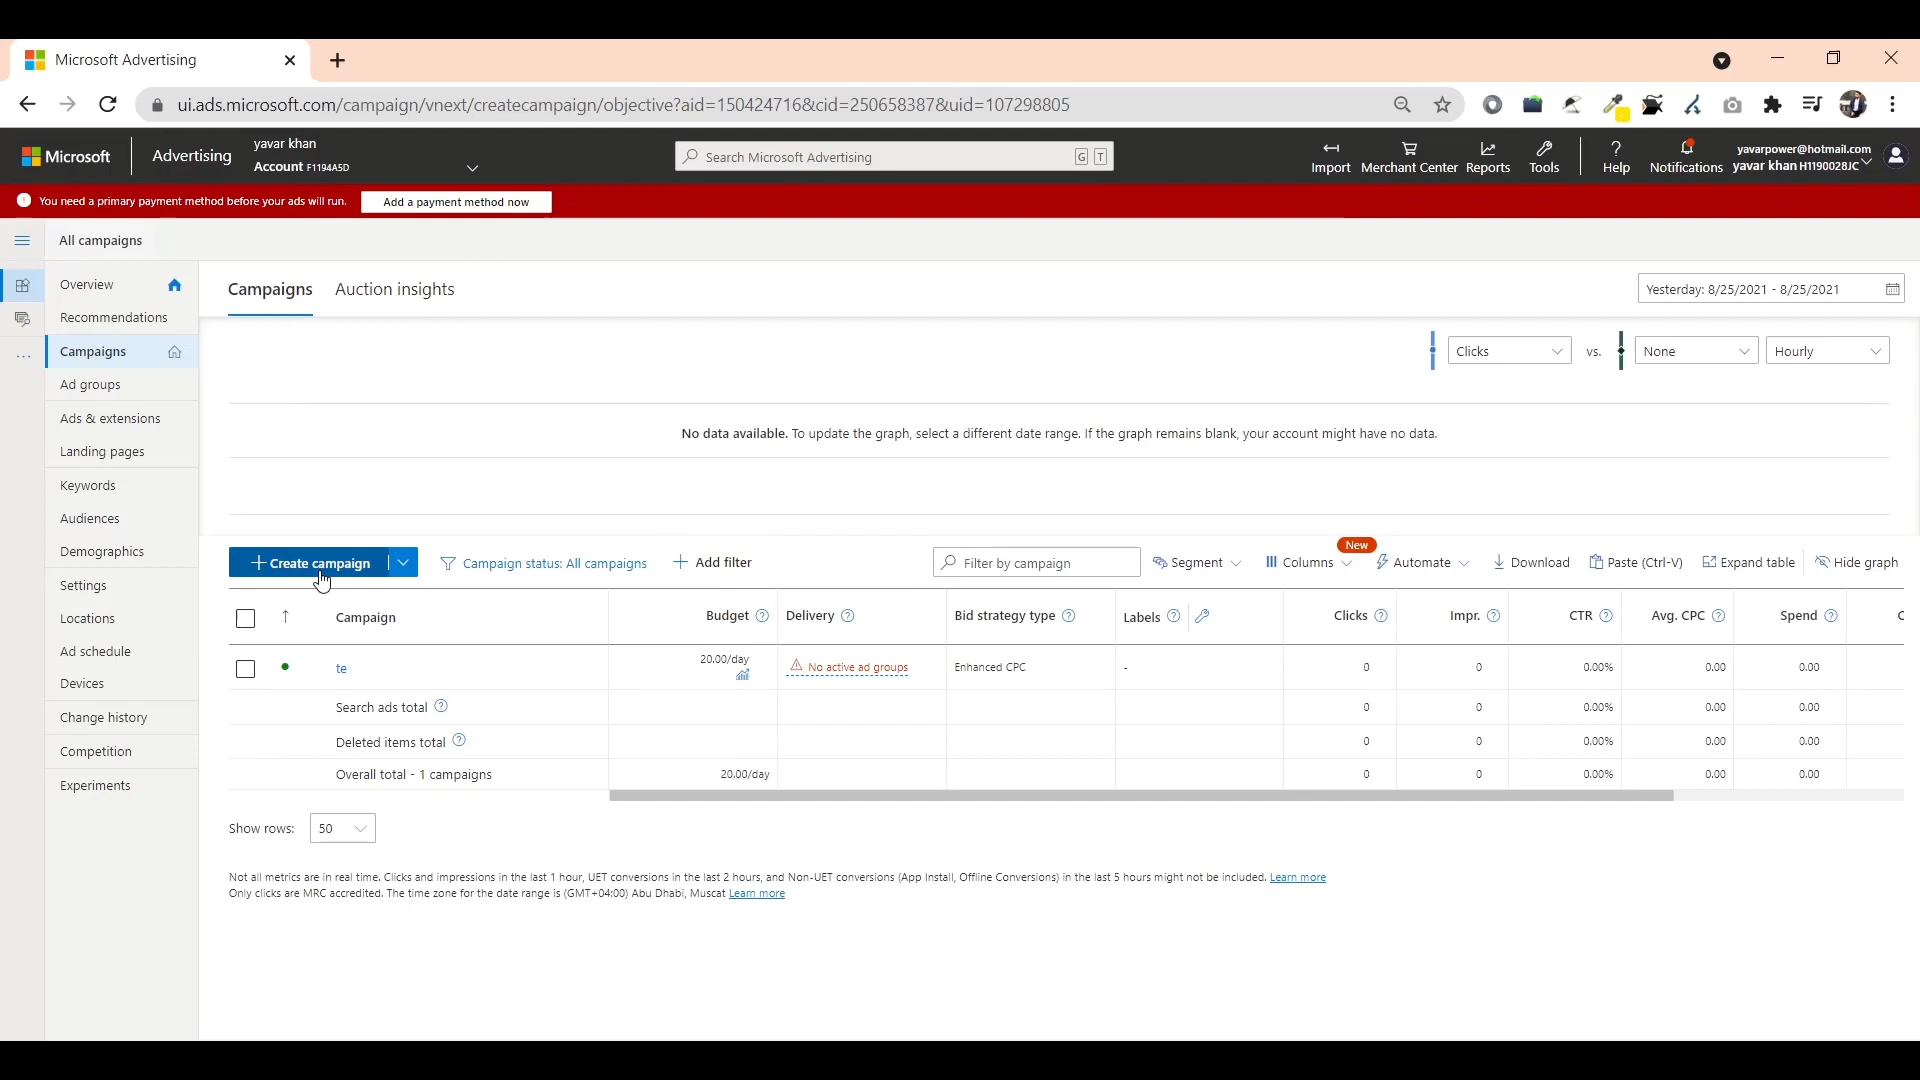 Microsoft Advertising
ui.ads.microsoft.com/campaign/vnext/createcampaign/objective?aid=150424716&cid=250658387&uid=107298805
Microsoft
Advertising
yavar khan
Account F1194A5D
Search Microsoft Advertising
G T
Import
Merchant Center
Reports
Tools
Help
Notifications
yavarpower@hotmail.com
yavar khan H1190028JC
You need a primary payment method before your ads will run.
Add a payment method now
All campaigns
Overview
Recommendations
Campaigns
Ad groups
Ads & extensions
Landing pages
Keywords
Audiences
Demographics
Settings
Locations
Ad schedule
Devices
Change history
Competition
Experiments
Campaigns
Auction insights
Yesterday: 8/25/2021 - 8/25/2021
Clicks
vs.
None
Hourly
No data available. To update the graph, select a different date range. If the graph remains blank, your account might have no data.
Create campaign
Campaign status: All campaigns
Add filter
Filter by campaign
Segment
Columns
New
Automate
Download
Paste (Ctrl-V)
Expand table
Hide graph
Campaign Budget Delivery Bid strategy type Labels Clicks Impr. CTR Avg. CPC Spend C
te 20.00/day No active ad groups Enhanced CPC - 0 0 0.00% 0.00 0.00
Search ads total 0 0 0.00% 0.00 0.00
Deleted items total 0 0 0.00% 0.00 0.00
Overall total - 1 campaigns 20.00/day 0 0 0.00% 0.00 0.00
Show rows: 50
Not all metrics are in real time. Clicks and impressions in the last 1 hour, UET conversions in the last 2 hours, and Non-UET conversions (App Install, Offline Conversions) in the last 5 hours might not be included. Learn more
Only clicks are MRC accredited. The time zone for the date range is (GMT+04:00) Abu Dhabi, Muscat Learn more